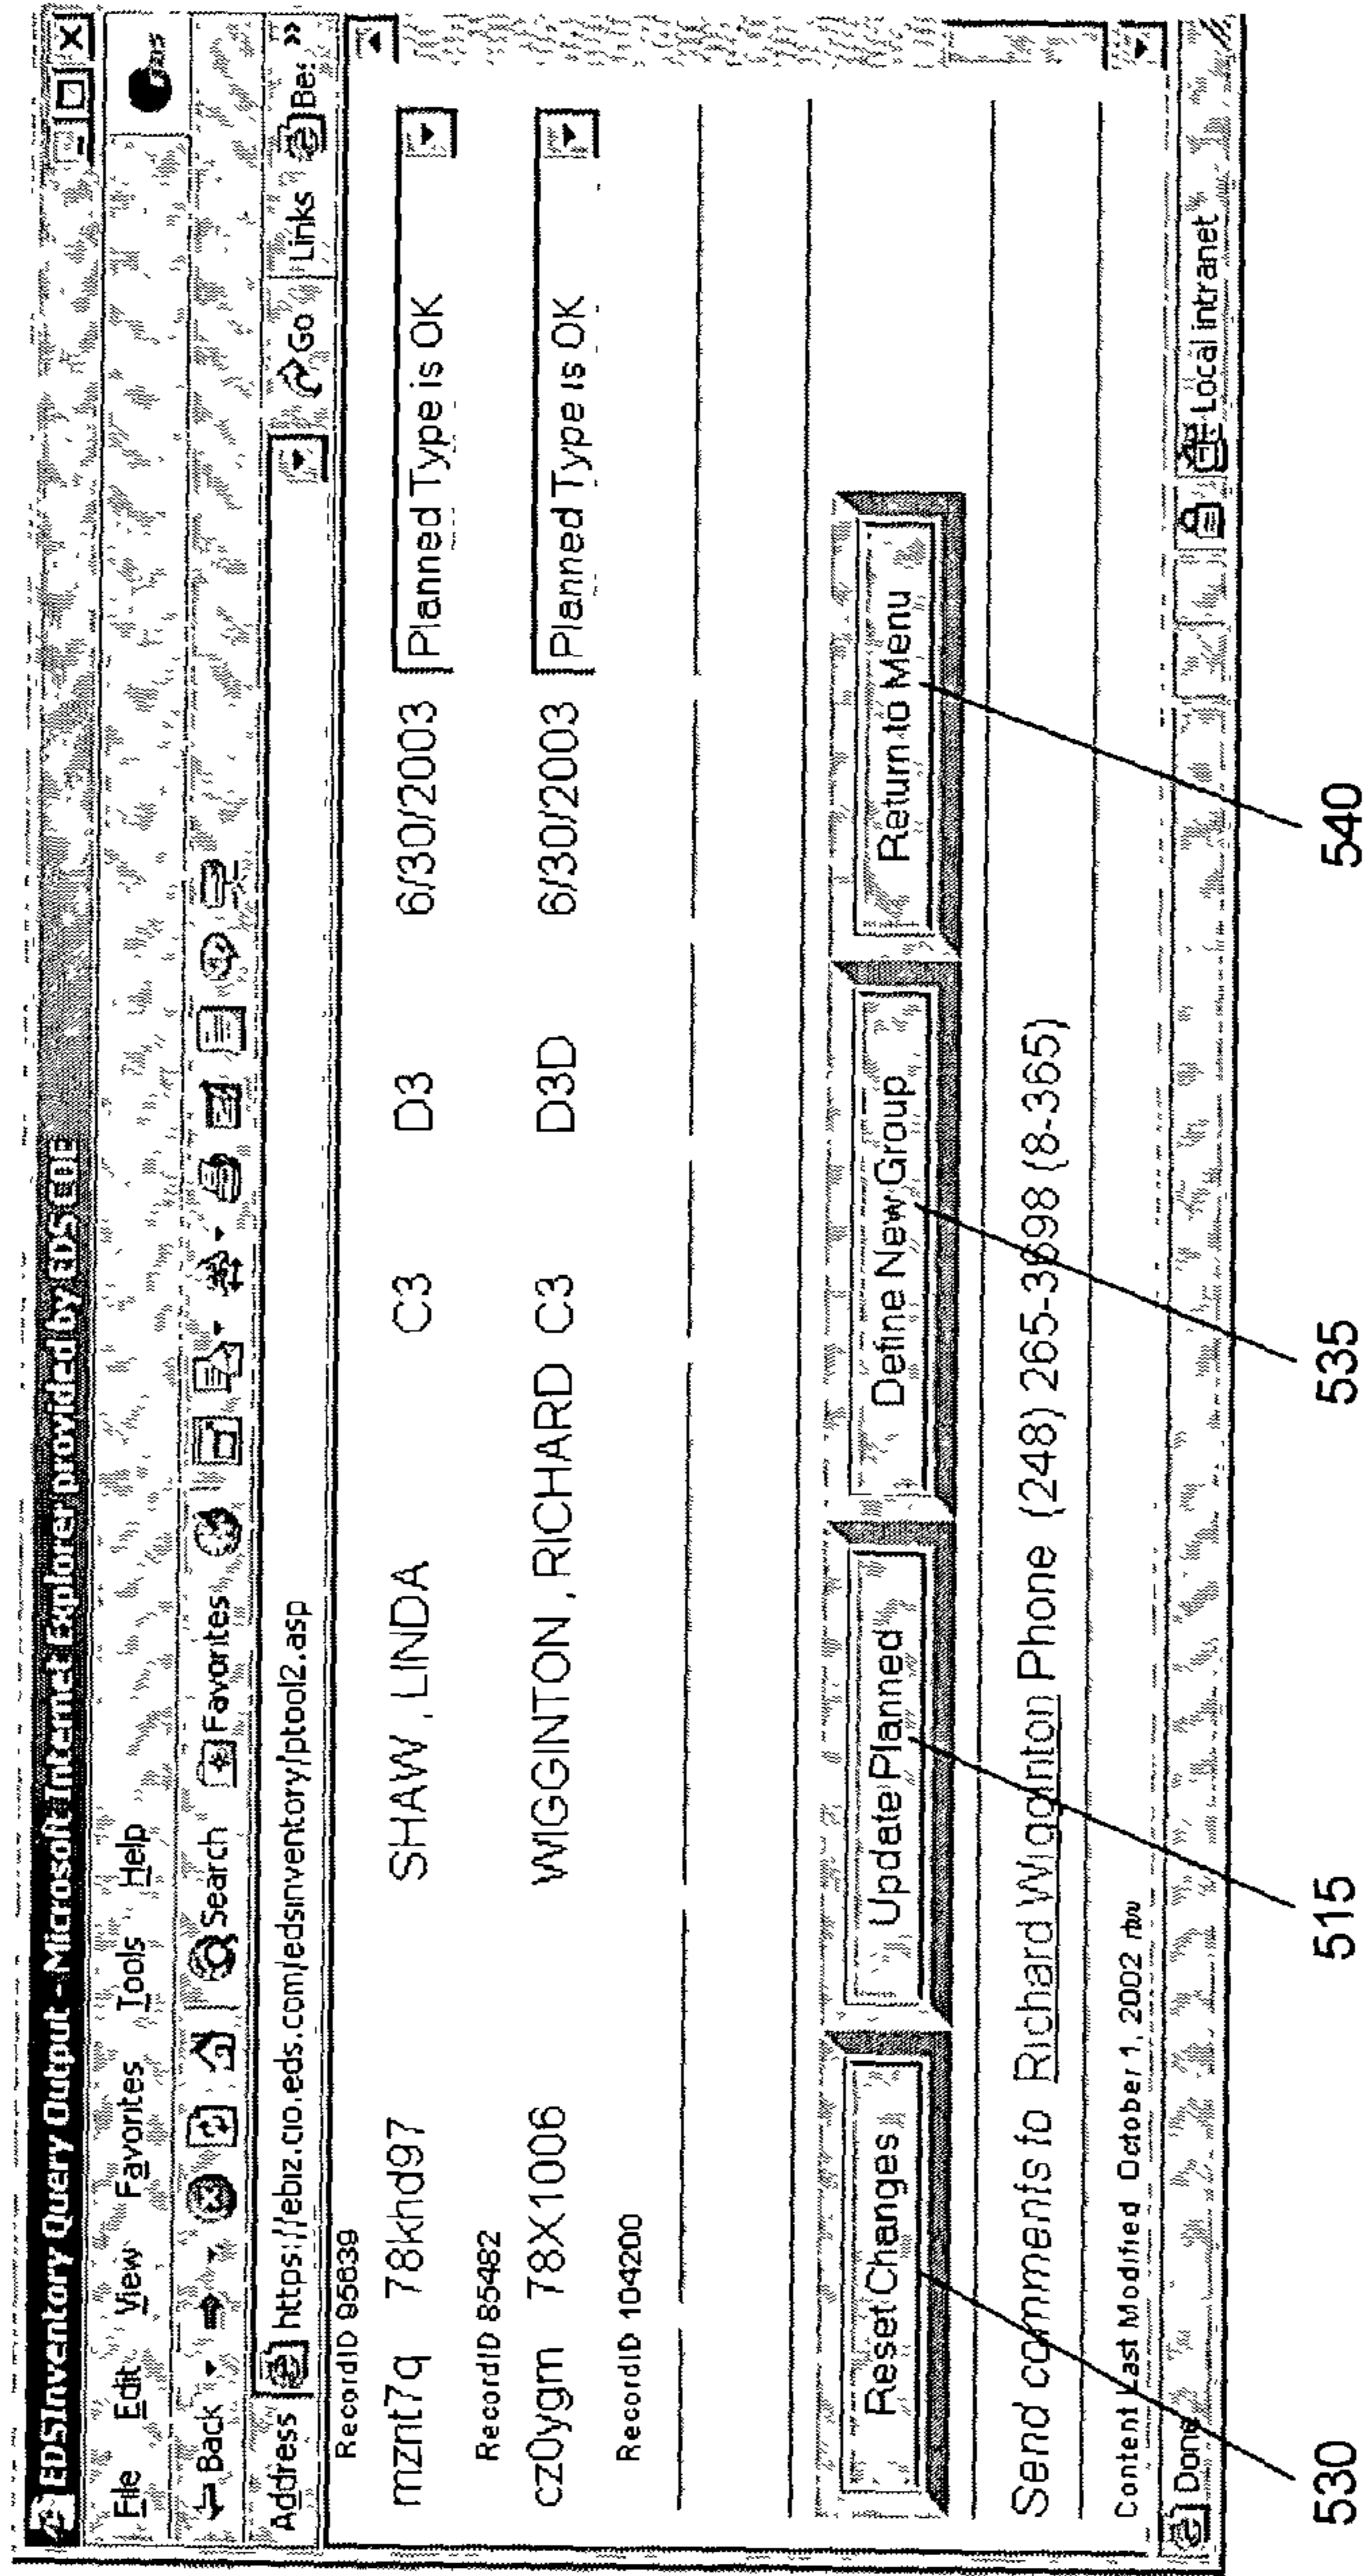 EDSInventory Query Output - Microsoft Internet Explorer provided by EDS COE
File Edit View Favorites Tools Help
Back Search Favorites
Address https://ebiz.cio.eds.com/edsinventory/ptool2.asp Go Links Be: »
RecordID 95639
mznt7q 78khd97 SHAW , LINDA C3 D3 6/30/2003 Planned Type is OK
RecordID 85482
cz0ygm 78X1006 WIGGINTON , RICHARD C3 D3D 6/30/2003 Planned Type is OK
RecordID 104200
Reset Changes Update Planned Define New Group Return to Menu
Send comments to Richard Wigginton Phone (248) 265-3698 (8-365)
Content Last Modified October 1, 2002 rbw
Done Local intranet
530 515 535 540